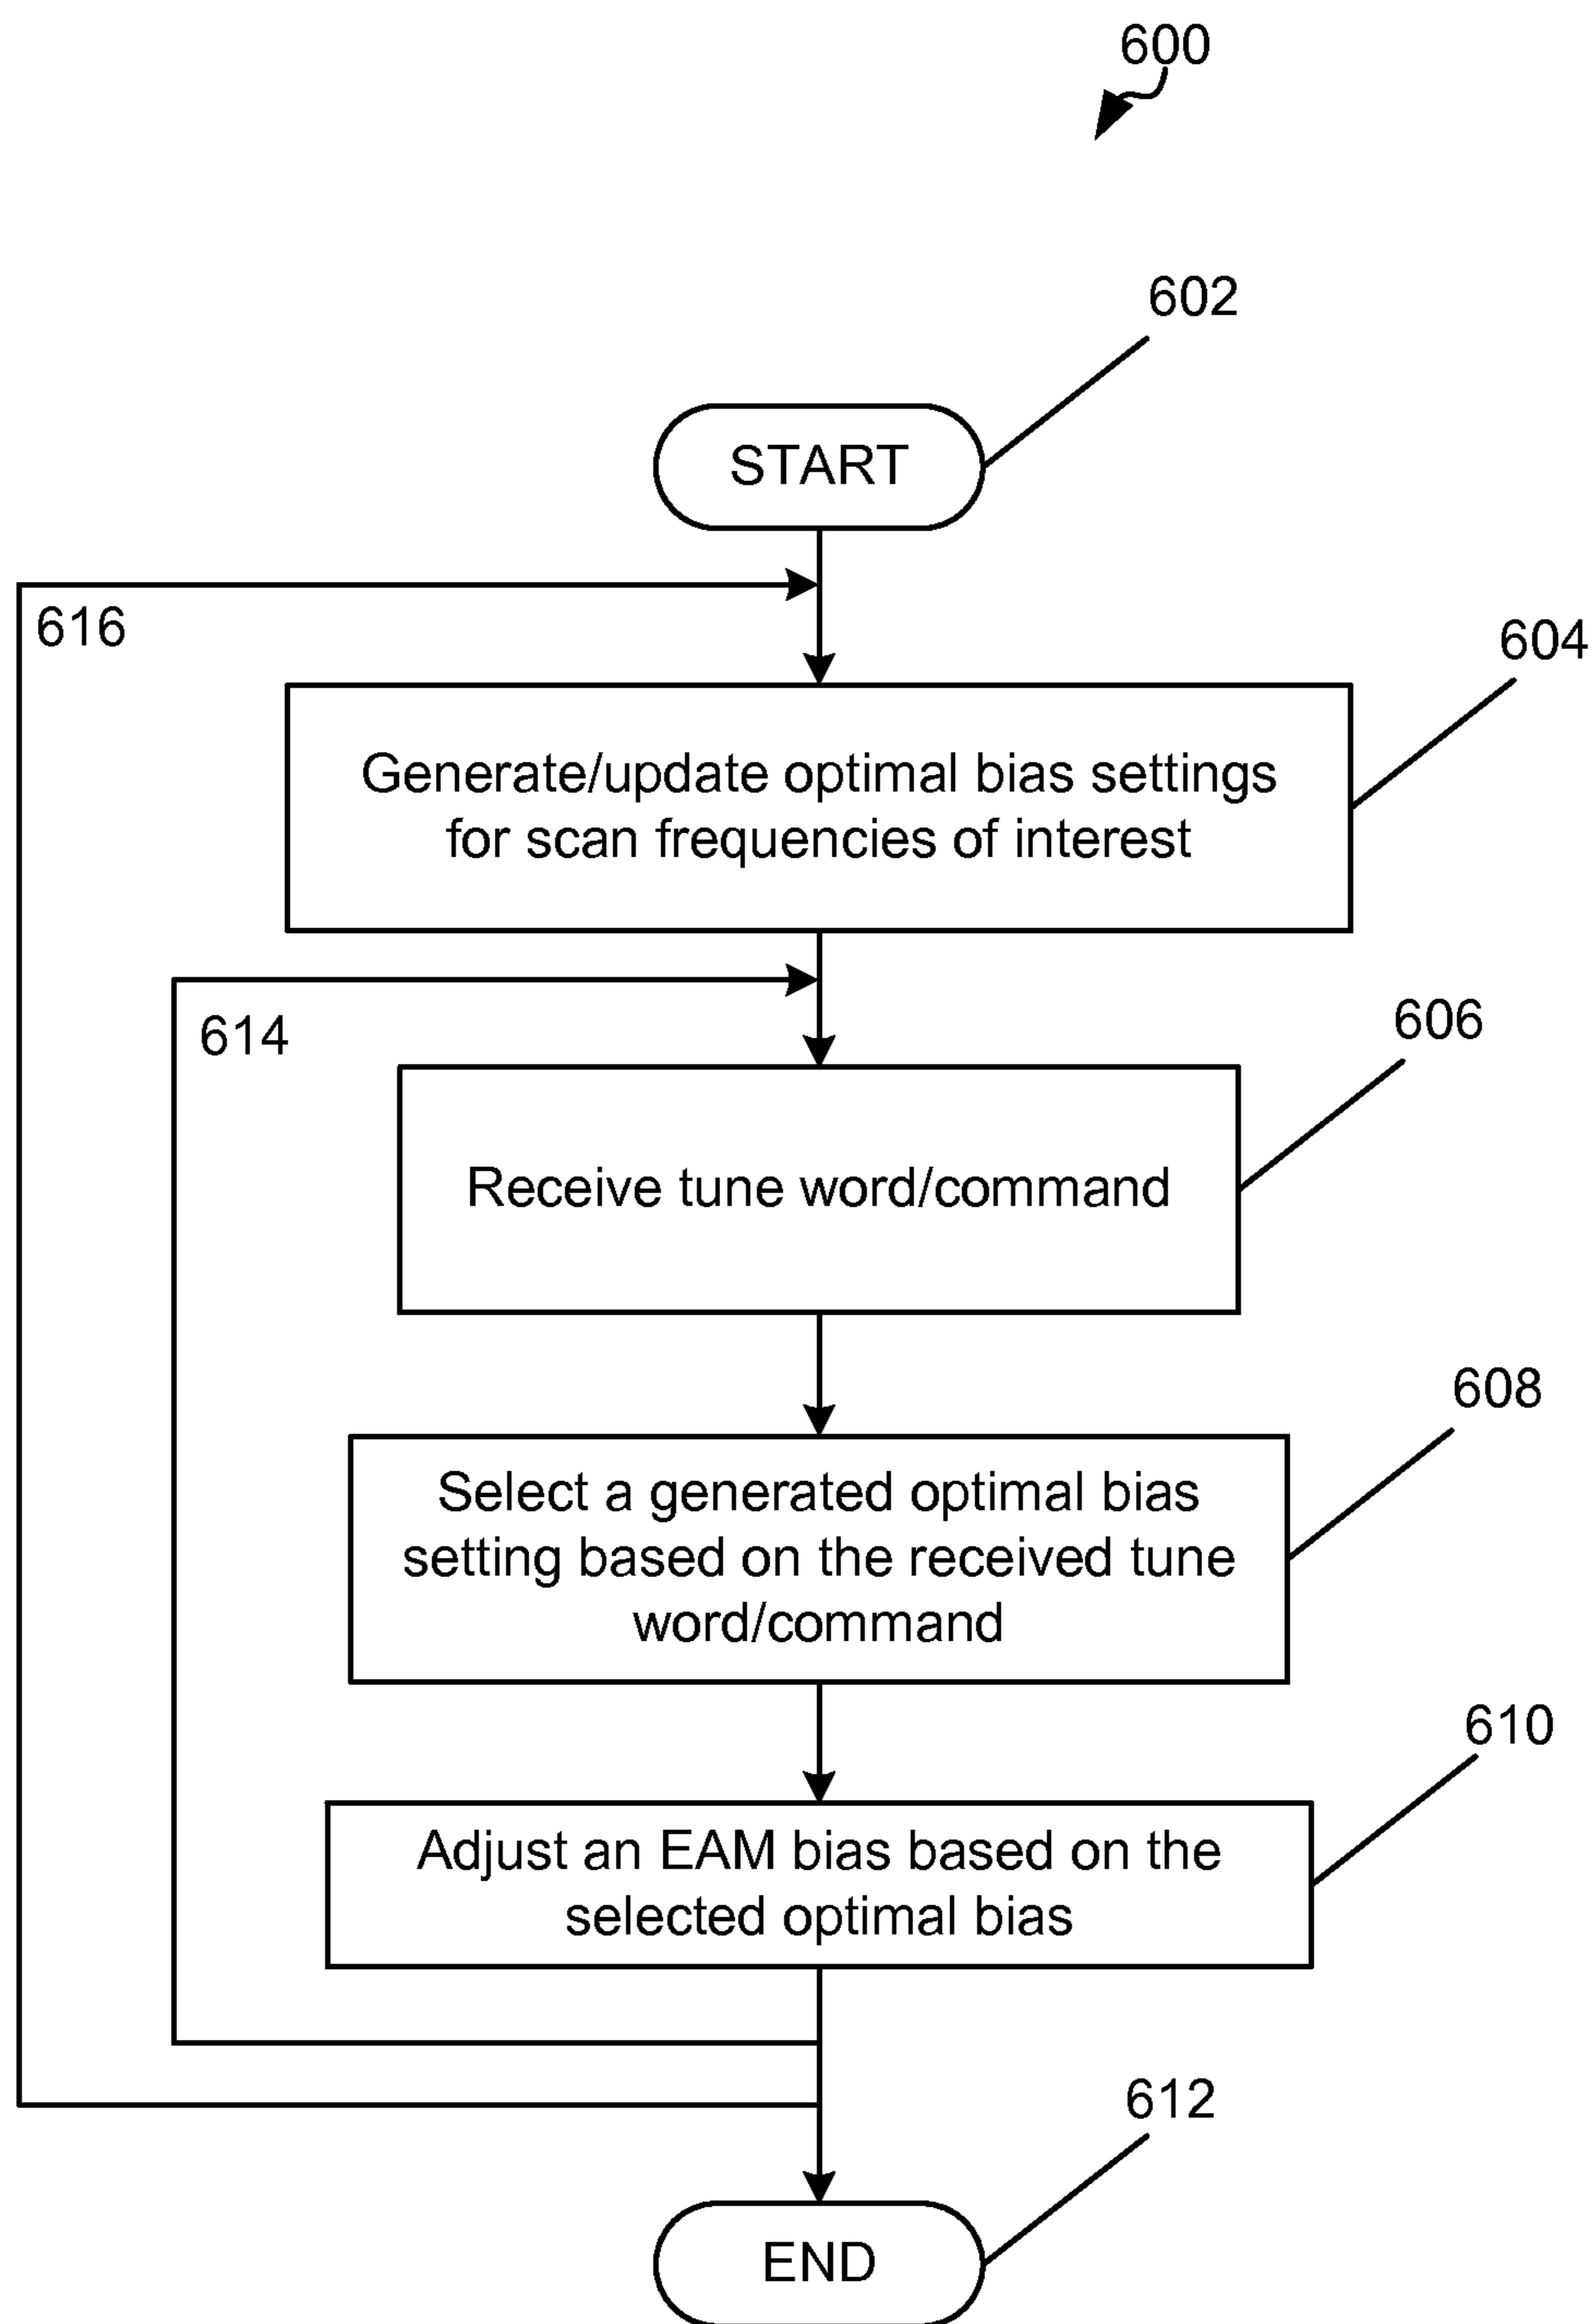 600
602
START
616
604
Generate/update optimal bias settings
for scan frequencies of interest
614
606
Receive tune word/command
608
Select a generated optimal bias
setting based on the received tune
word/command
610
Adjust an EAM bias based on the
selected optimal bias
612
END